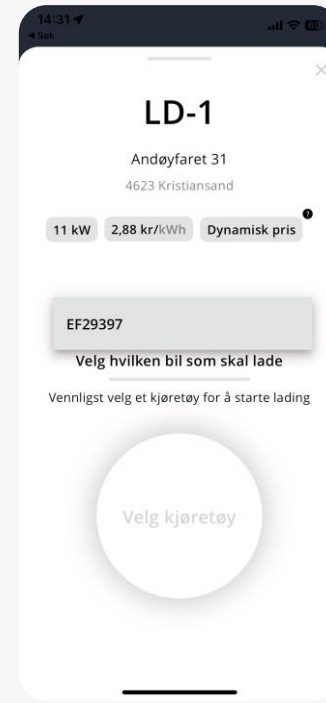 14:31
◀ Søk
LD-1
Andøyfaret 31
4623 Kristiansand
11 kW 2,88 kr/kWh Dynamisk pris ?
EF29397
Velg hvilken bil som skal lade
Vennligst velg et kjøretøy for å starte lading
Velg kjøretøy